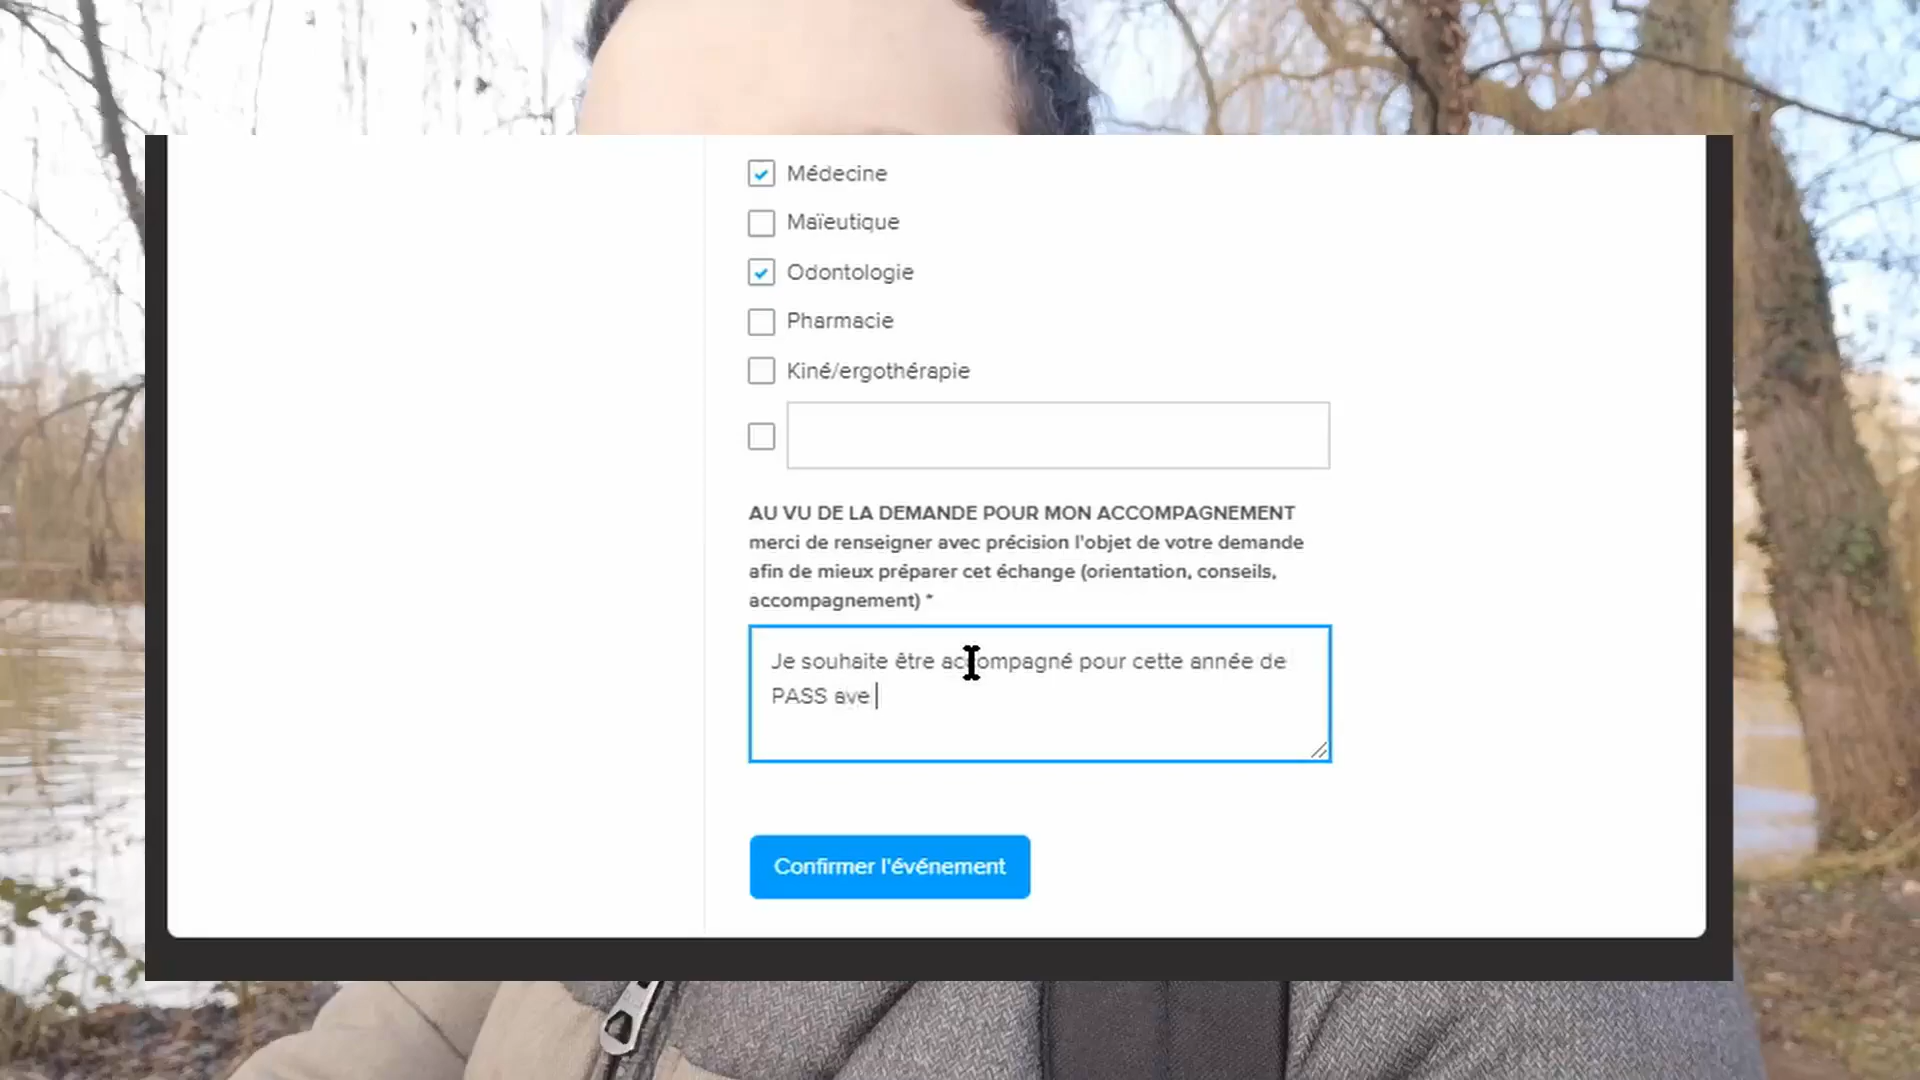 Médecine
Maïeutique
Odontologie
Pharmacie
Kiné/ergothérapie
AU VU DE LA DEMANDE POUR MON ACCOMPAGNEMENT
merci de renseigner avec précision l'objet de votre demande
afin de mieux préparer cet échange (orientation, conseils,
accompagnement) *
Je souhaite être accompagné pour cette année de
PASS ave
Confirmer l'événement